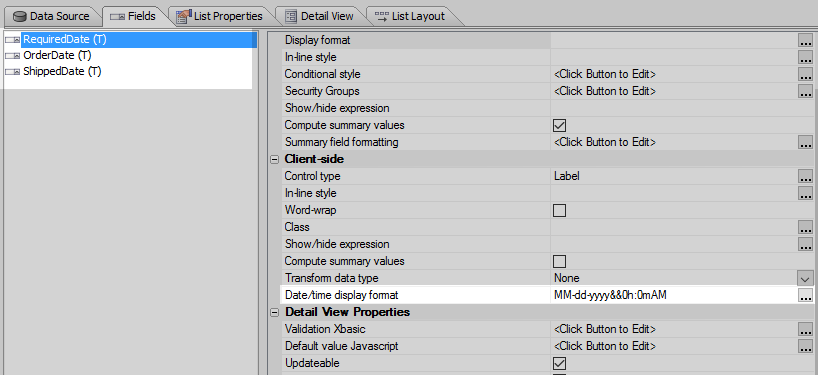 Data Source Fields List Properties Detail View List Layout
RequiredDate (T)
OrderDate (T)
ShippedDate (T)
Display format ...
In-line style ...
Conditional style <Click Button to Edit> ...
Security Groups <Click Button to Edit> ...
Show/hide expression
Compute summary values
Summary field formatting <Click Button to Edit> ...
Client-side
Control type Label ...
In-line style ...
Word-wrap
Class ...
Show/hide expression ...
Compute summary values
Transform data type None
Date/time display format MM-dd-yyyy&&0h:0mAM ...
Detail View Properties
Validation Xbasic <Click Button to Edit> ...
Default value Javascript <Click Button to Edit> ...
Updateable